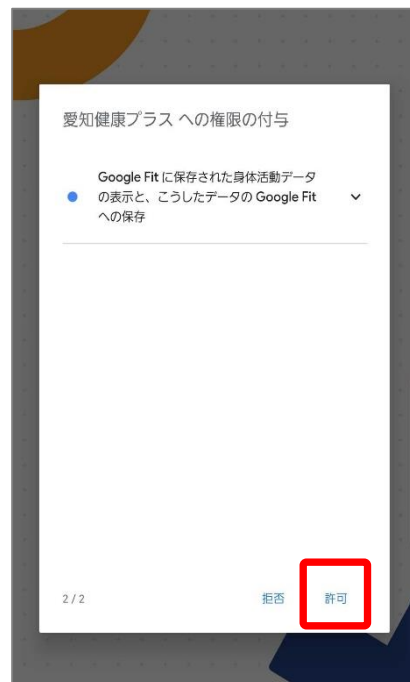 愛知健康プラス への権限の付与
Google Fit に保存された身体活動データ
の表示と、こうしたデータの Google Fit
への保存
2 / 2
拒否
許可